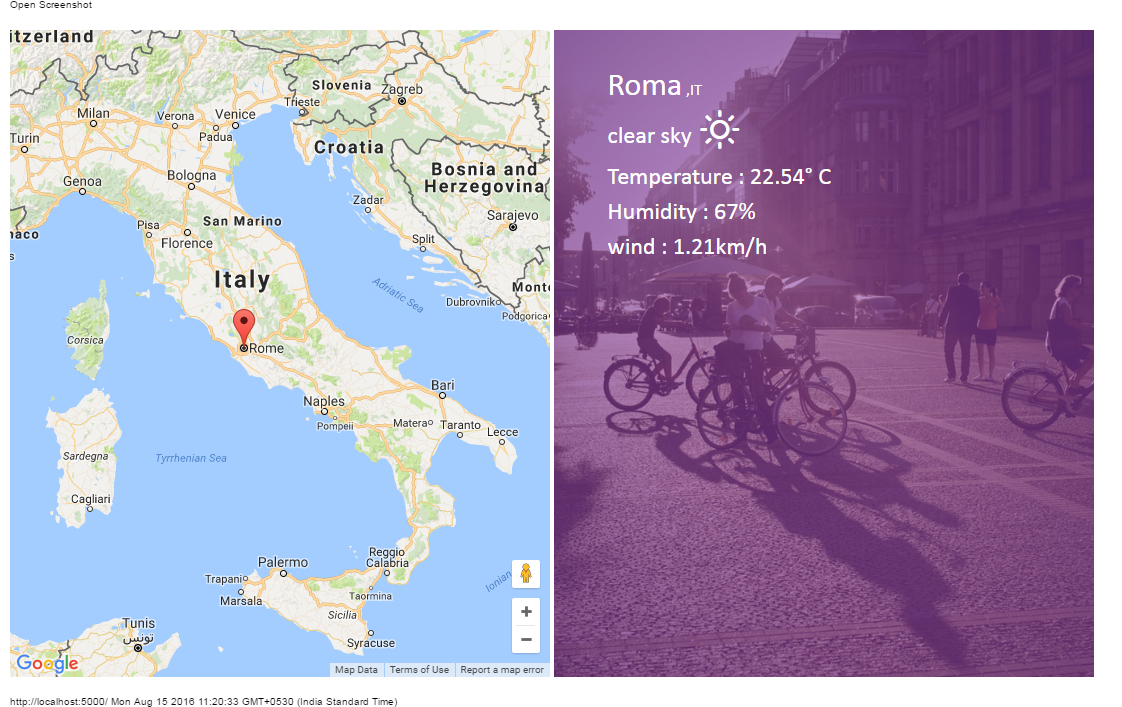 Open Screenshot
itzerland
Slovenia
Zagreb
Trieste
Milan
Verona
Venice
Padua
Turin
Croatia
Bosnia and
Herzegovina
Genoa
Bologna
Zadar
San Marino
Sarajevo
Pisa
naco
Florence
Split
s
Italy
Adriatic Sea
Mont
Dubrovnik
Podgorica
Corsica
Rome
Bari
Naples
Pompeii
Matera
Taranto
Lecce
Sardegna
Tyrrhenian Sea
Cagliari
Reggio
Calabria
Palermo
Trapani
Ionian
Marsala
Taormina
Sicilia
Tunis
تونس
Syracuse
Google
Map Data
Terms of Use
Report a map error
Roma ,IT
clear sky
Temperature : 22.54° C
Humidity : 67%
wind : 1.21km/h
http://localhost:5000/ Mon Aug 15 2016 11:20:33 GMT+0530 (India Standard Time)